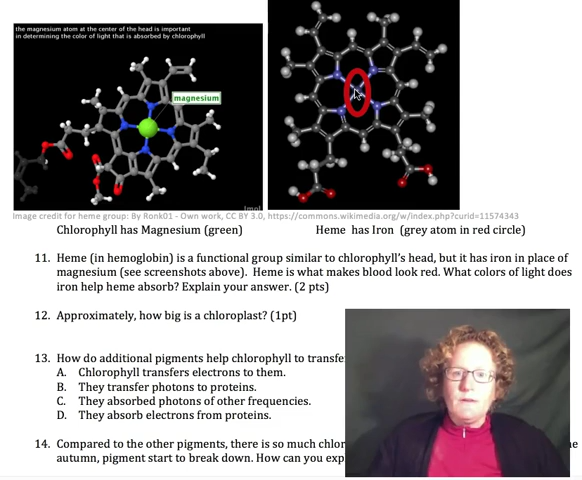 the magnesium atom at the center of the head is important
in determining the color of light that is absorbed by chlorophyll
magnesium
Jmol
Image credit for heme group: By Ronk01 - Own work, CC BY 3.0, https://commons.wikimedia.org/w/index.php?curid=11574343
Chlorophyll has Magnesium (green)
Heme has Iron (grey atom in red circle)
11. Heme (in hemoglobin) is a functional group similar to chlorophyll's head, but it has iron in place of
magnesium (see screenshots above). Heme is what makes blood look red. What colors of light does
iron help heme absorb? Explain your answer. (2 pts)
12. Approximately, how big is a chloroplast? (1pt)
13. How do additional pigments help chlorophyll to transfe
A. Chlorophyll transfers electrons to them.
B. They transfer photons to proteins.
C. They absorbed photons of other frequencies.
D. They absorb electrons from proteins.
14. Compared to the other pigments, there is so much chlor
autumn, pigment start to break down. How can you exp